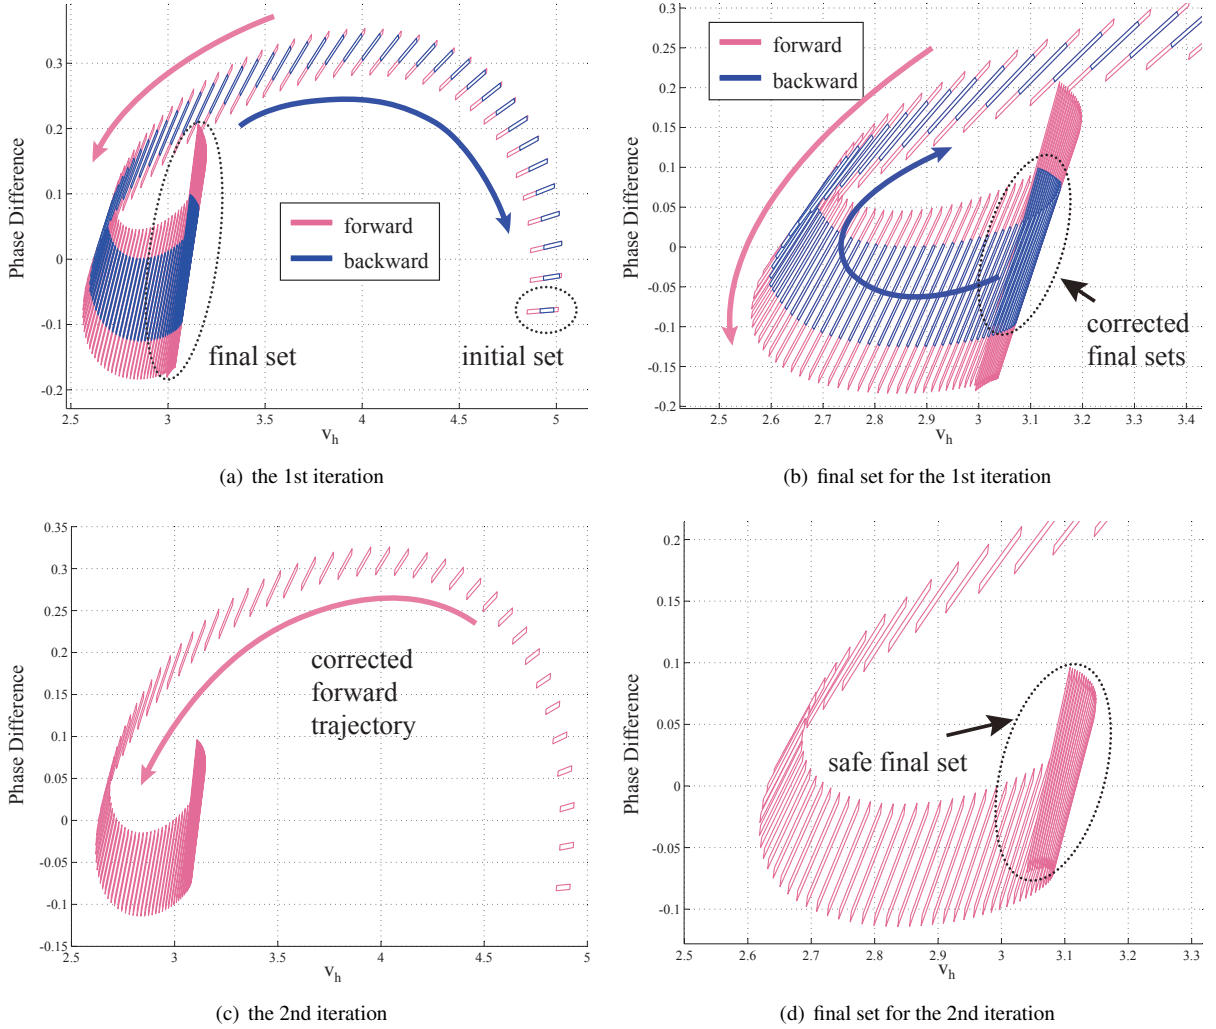 0.3
0.2
0.1
0
-0.1
-0.2
Phase Difference
forward
backward
final set
initial set
2.5
3
3.5
4
4.5
5
v_h
(a) the 1st iteration
0.3
0.25
0.2
0.15
0.1
0.05
0
-0.05
-0.1
-0.15
-0.2
Phase Difference
forward
backward
corrected
final sets
2.5
2.6
2.7
2.8
2.9
3
3.1
3.2
3.3
3.4
v_h
(b) final set for the 1st iteration
0.35
0.3
0.25
0.2
0.15
0.1
0.05
0
-0.05
-0.1
-0.15
Phase Difference
corrected
forward
trajectory
2.5
3
3.5
4
4.5
5
v_h
(c) the 2nd iteration
0.2
0.15
0.1
0.05
0
-0.05
-0.1
Phase Difference
safe final set
2.5
2.6
2.7
2.8
2.9
3
3.1
3.2
3.3
v_h
(d) final set for the 2nd iteration